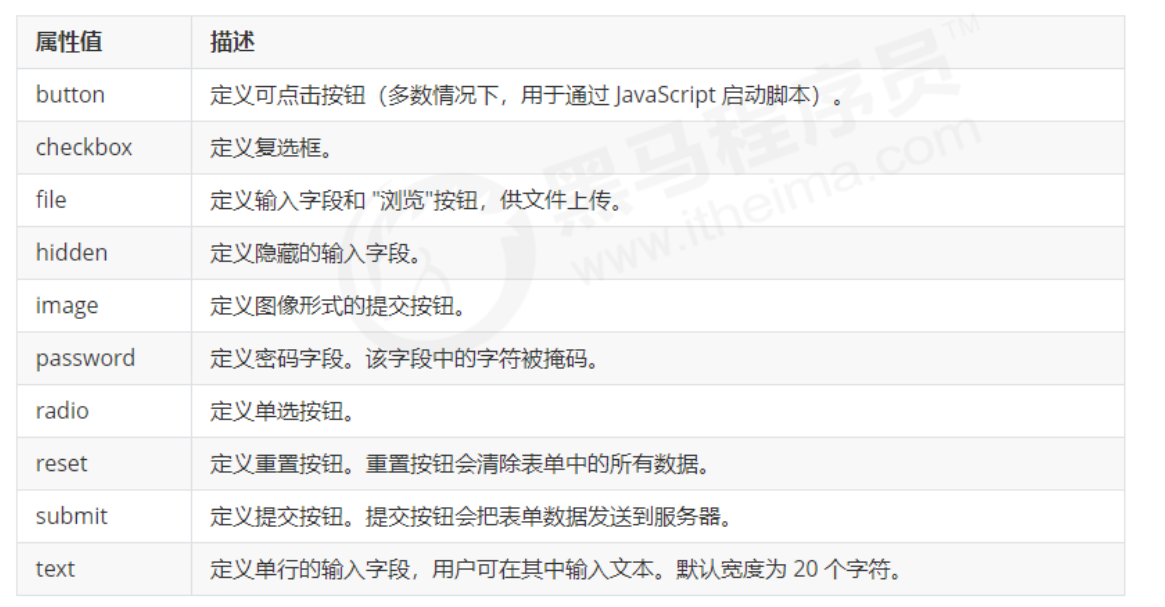 属性值 描述
button 定义可点击按钮（多数情况下，用于通过 JavaScript 启动脚本）。
checkbox 定义复选框。
file 定义输入字段和 "浏览"按钮，供文件上传。
hidden 定义隐藏的输入字段。
image 定义图像形式的提交按钮。
password 定义密码字段。该字段中的字符被掩码。
radio 定义单选按钮。
reset 定义重置按钮。重置按钮会清除表单中的所有数据。
submit 定义提交按钮。提交按钮会把表单数据发送到服务器。
text 定义单行的输入字段，用户可在其中输入文本。默认宽度为 20 个字符。
黑马程序员™
www.itheima.com